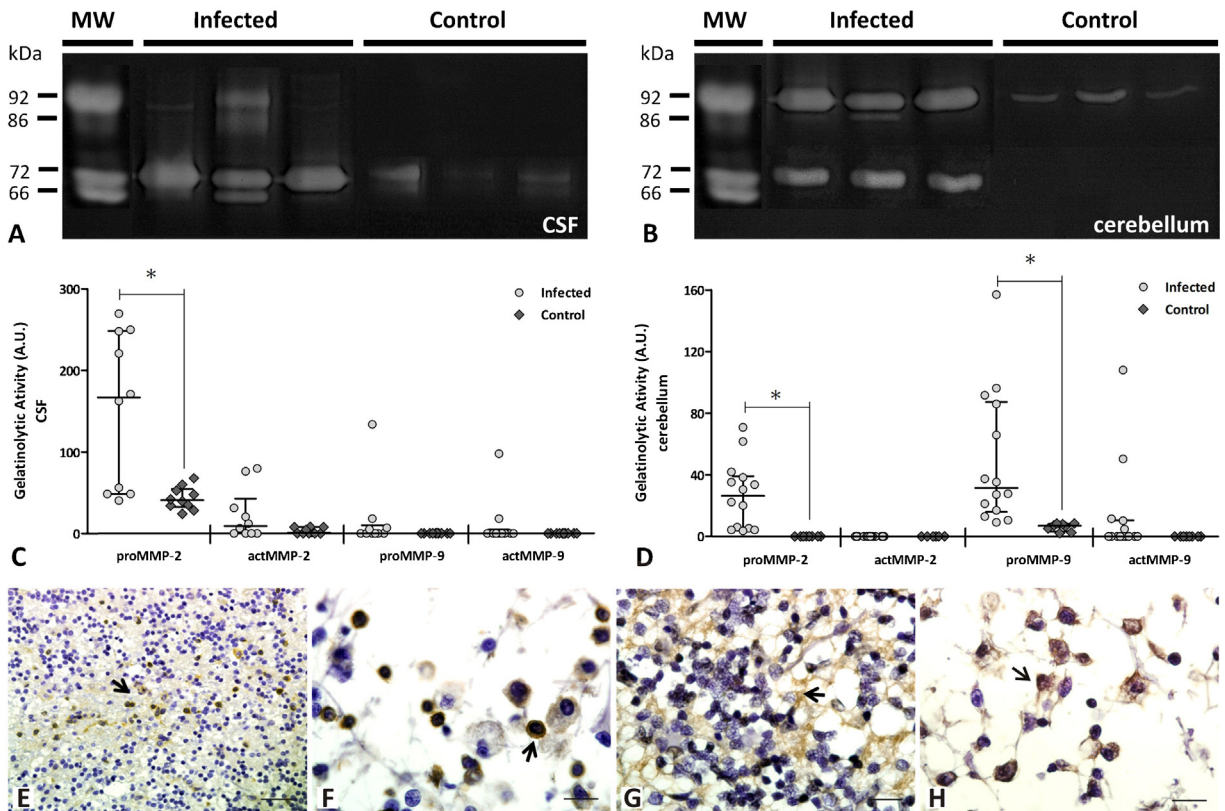 MW Infected Control
kDa
92
86
72
66
A
CSF
MW Infected Control
kDa
92
86
72
66
B
cerebellum
Gelatinolytic Ativity (A.U.)
CSF
300
200
100
0
*
Infected
Control
proMMP-2 actMMP-2 proMMP-9 actMMP-9
C
Gelatinolytic Ativity (A.U.)
cerebellum
160
120
80
40
0
*
*
Infected
Control
proMMP-2 actMMP-2 proMMP-9 actMMP-9
D
E
F
G
H